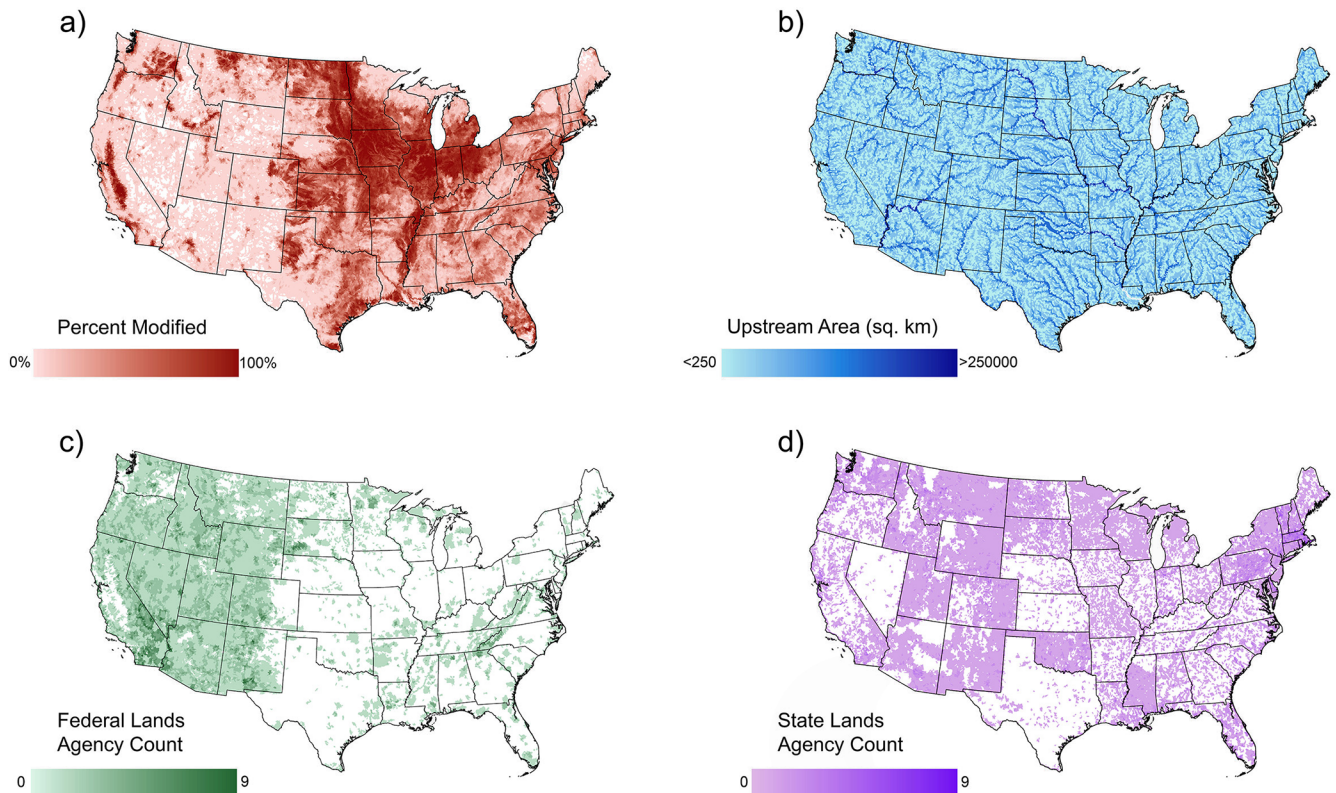 a)
b)
Percent Modified
0%
100%
Upstream Area (sq. km)
<250
>250000
c)
d)
Federal Lands
Agency Count
0
9
State Lands
Agency Count
0
9